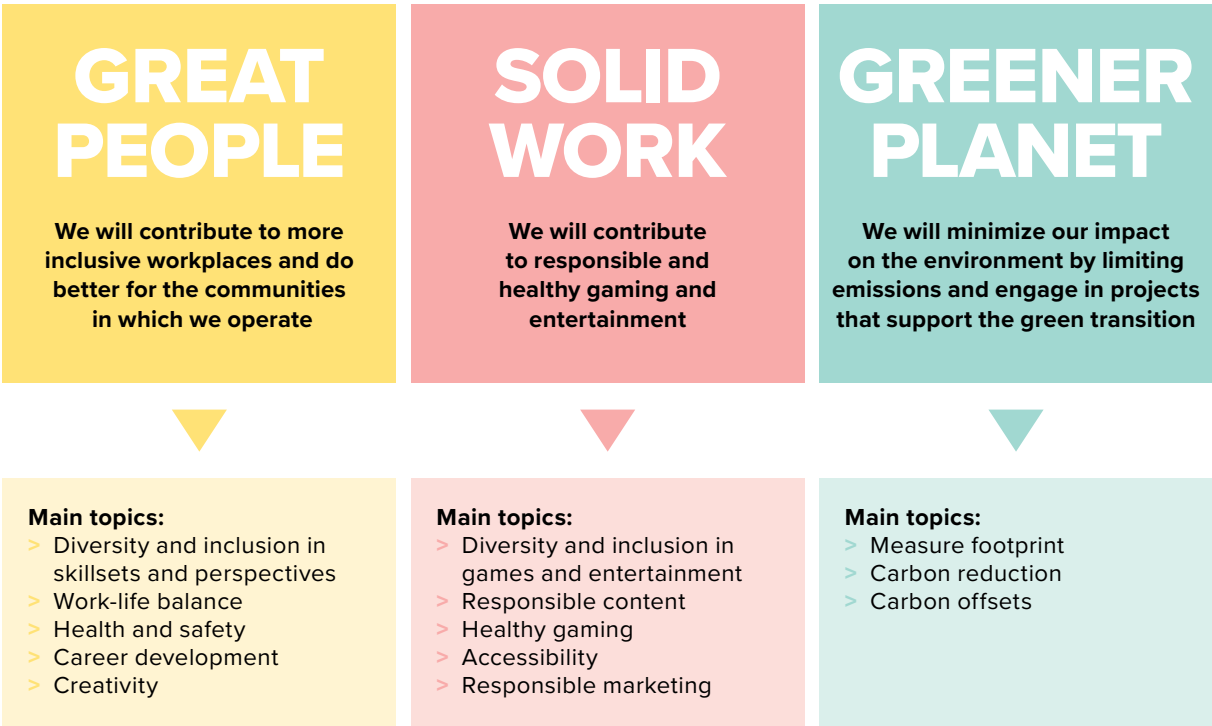 GREAT
PEOPLE
We will contribute to more
inclusive workplaces and do
better for the communities
in which we operate
Main topics:
> Diversity and inclusion in
skillsets and perspectives
> Work-life balance
> Health and safety
> Career development
> Creativity
SOLID
WORK
We will contribute
to responsible and
healthy gaming and
entertainment
Main topics:
> Diversity and inclusion in
games and entertainment
> Responsible content
> Healthy gaming
> Accessibility
> Responsible marketing
GREENER
PLANET
We will minimize our impact
on the environment by limiting
emissions and engage in projects
that support the green transition
Main topics:
> Measure footprint
> Carbon reduction
> Carbon offsets